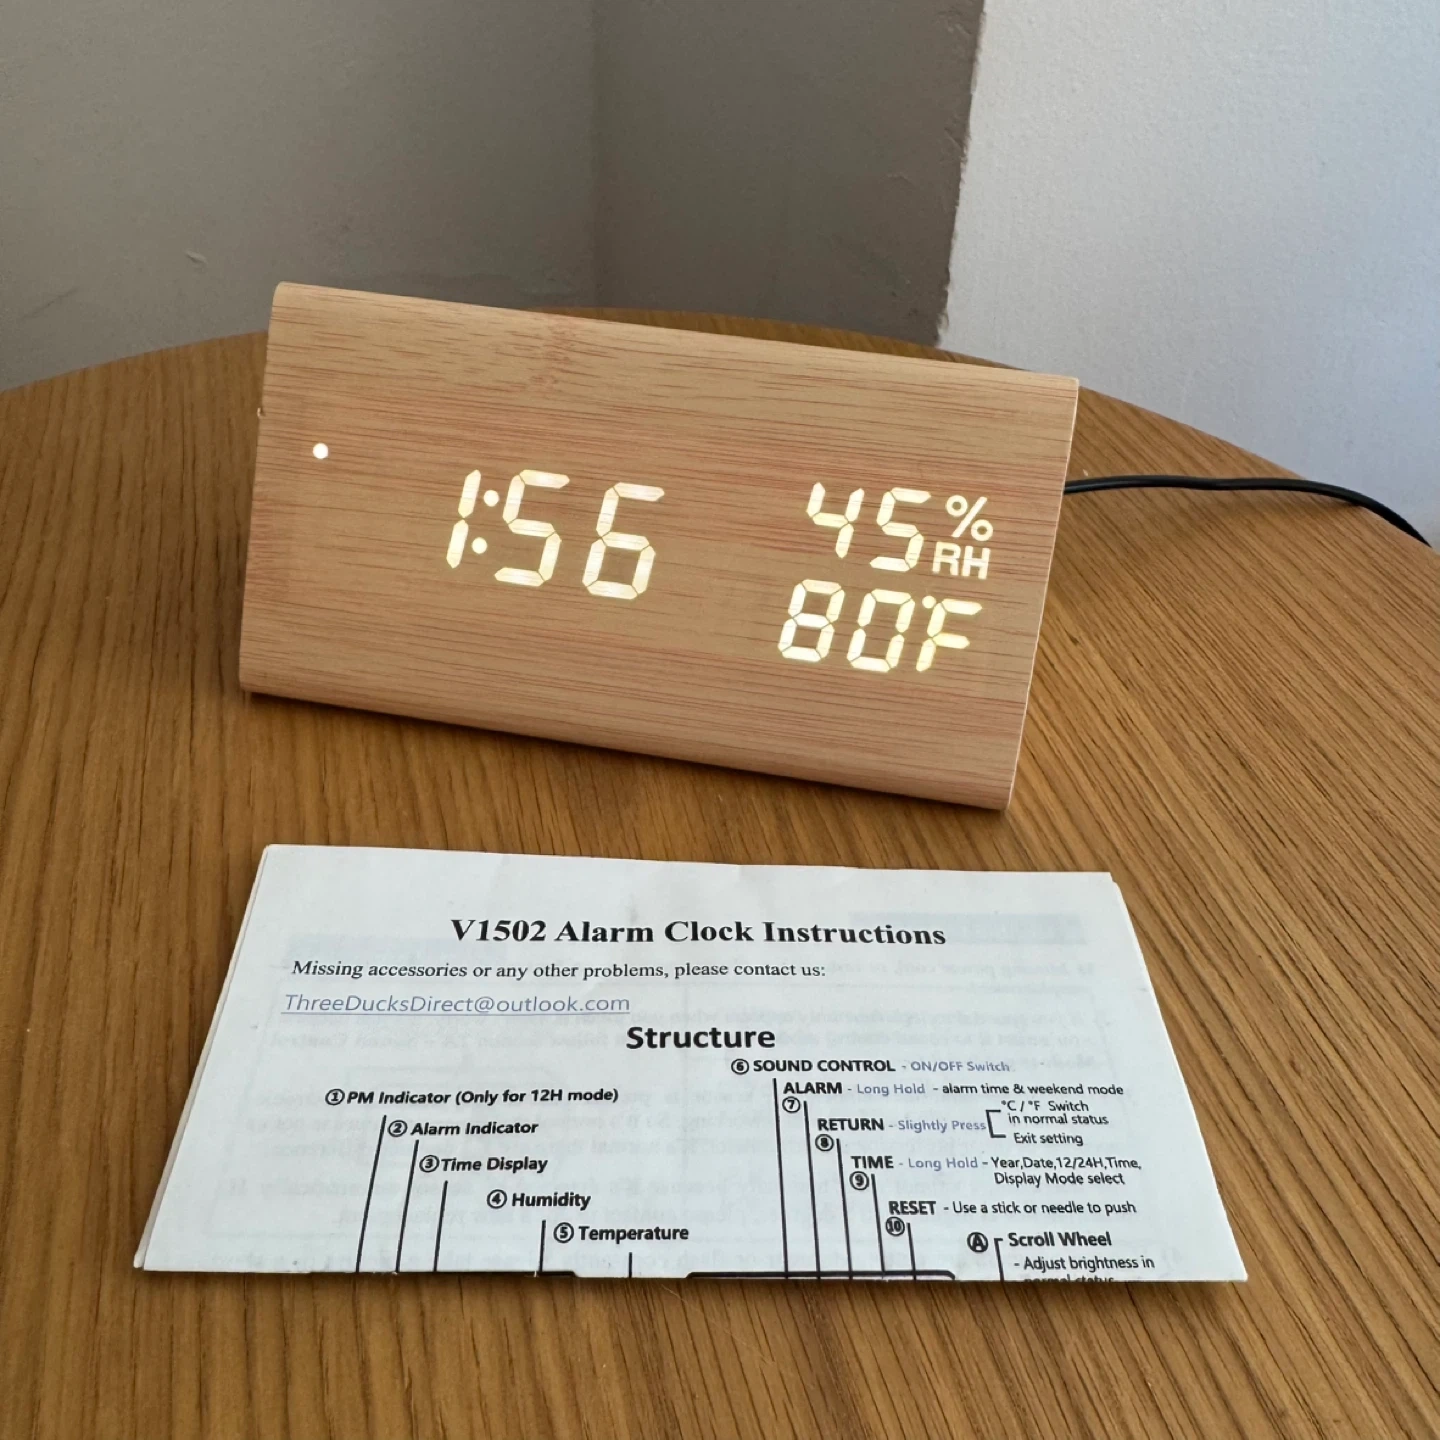 1:56
45%
RH
80°F
V1502 Alarm Clock Instructions
Missing accessories or any other problems, please contact us:
ThreeDucksDirect@outlook.com
Structure
① PM Indicator (Only for 12H mode)
② Alarm Indicator
③ Time Display
④ Humidity
⑤ Temperature
⑥ SOUND CONTROL - ON/OFF Switch
⑦ ALARM - Long Hold - alarm time & weekend mode
⑧ RETURN - Slightly Press
°C / °F Switch
in normal status
Exit setting
⑨ TIME - Long Hold - Year,Date,12/24H,Time,
Display Mode select
⑩ RESET - Use a stick or needle to push
Ⓐ Scroll Wheel
- Adjust brightness in
normal status